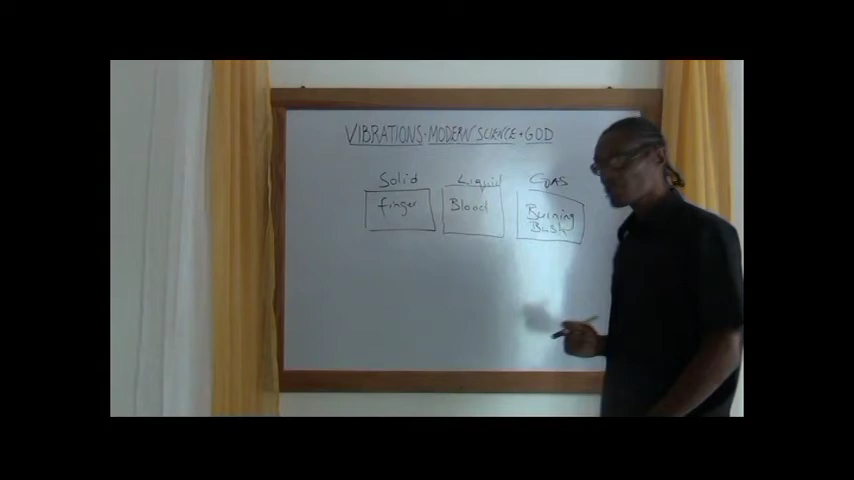 VIBRATIONS-MODERN SCIENCE+GOD
Solid Liquid GAS
finger Blood Burning
Bush